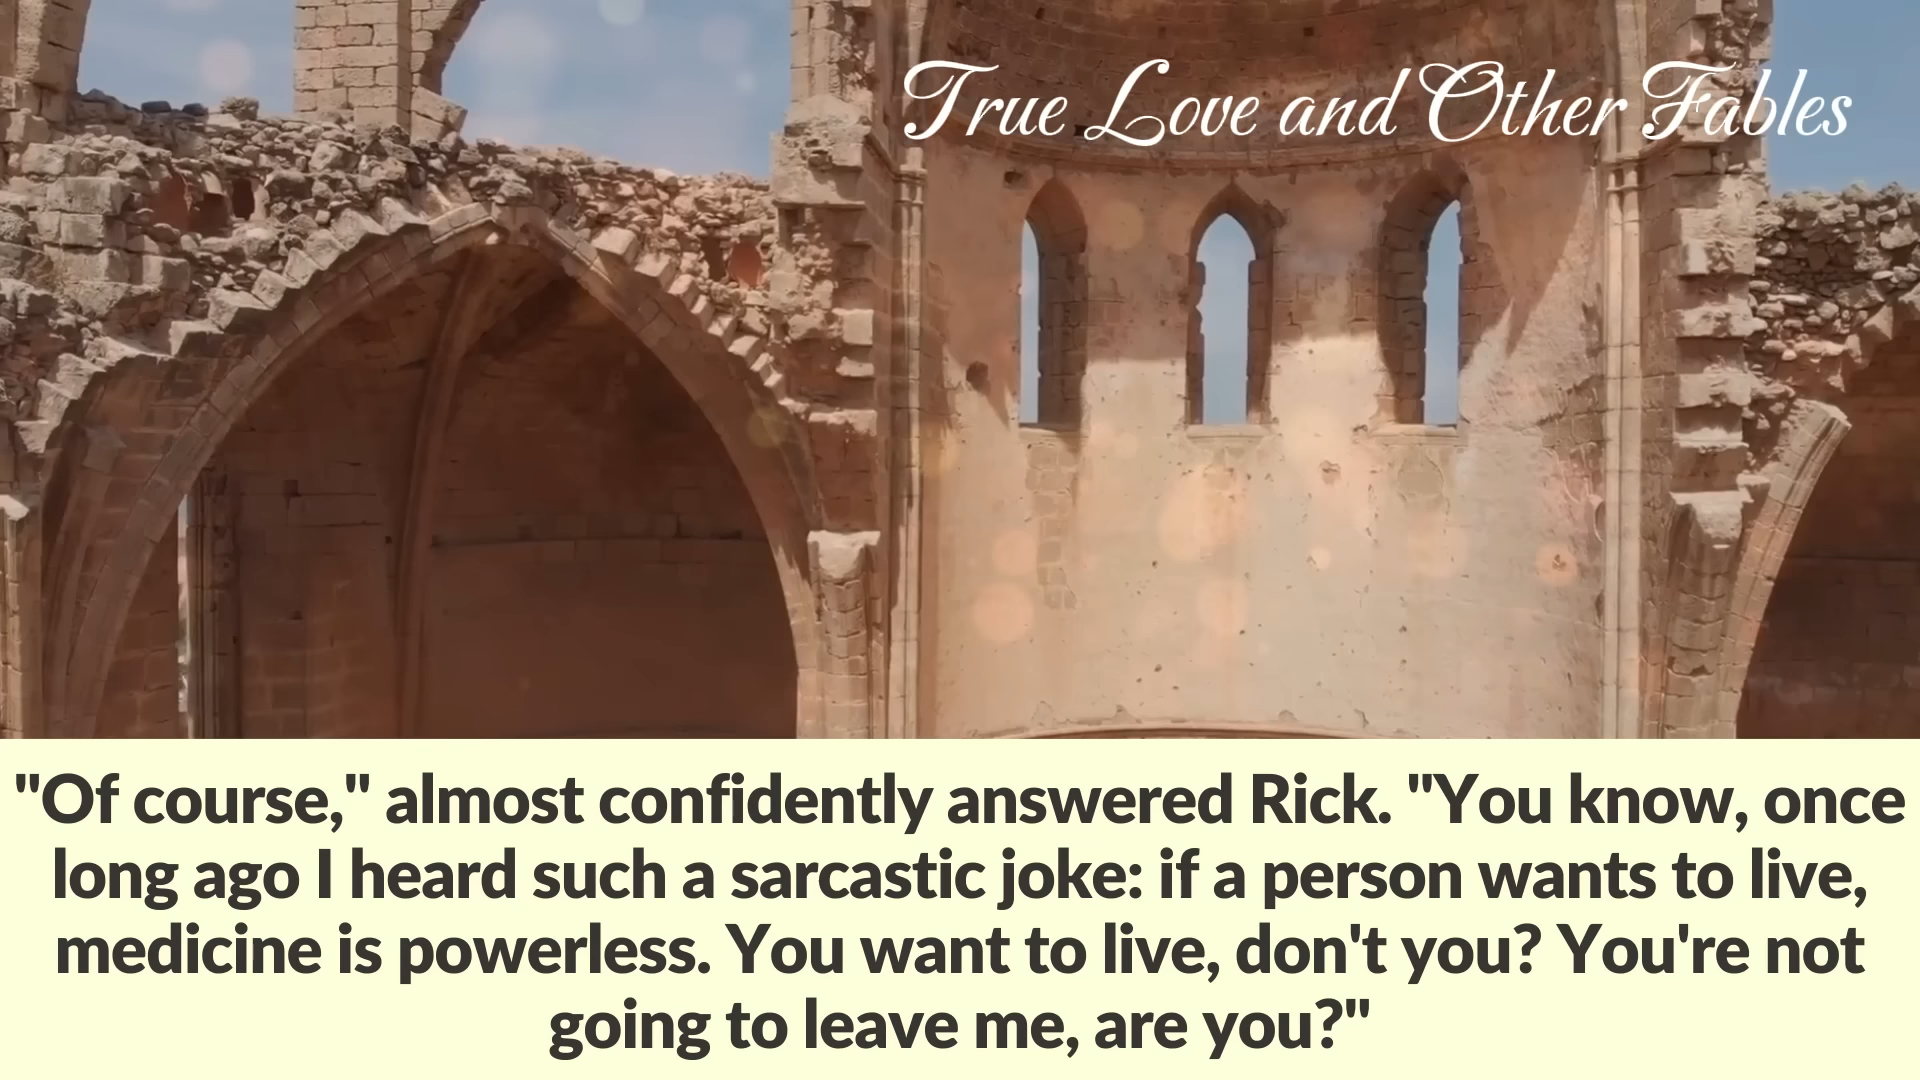 True Love and Other Fables
"Of course," almost confidently answered Rick. "You know, once
long ago I heard such a sarcastic joke: if a person wants to live,
medicine is powerless. You want to live, don't you? You're not
going to leave me, are you?"